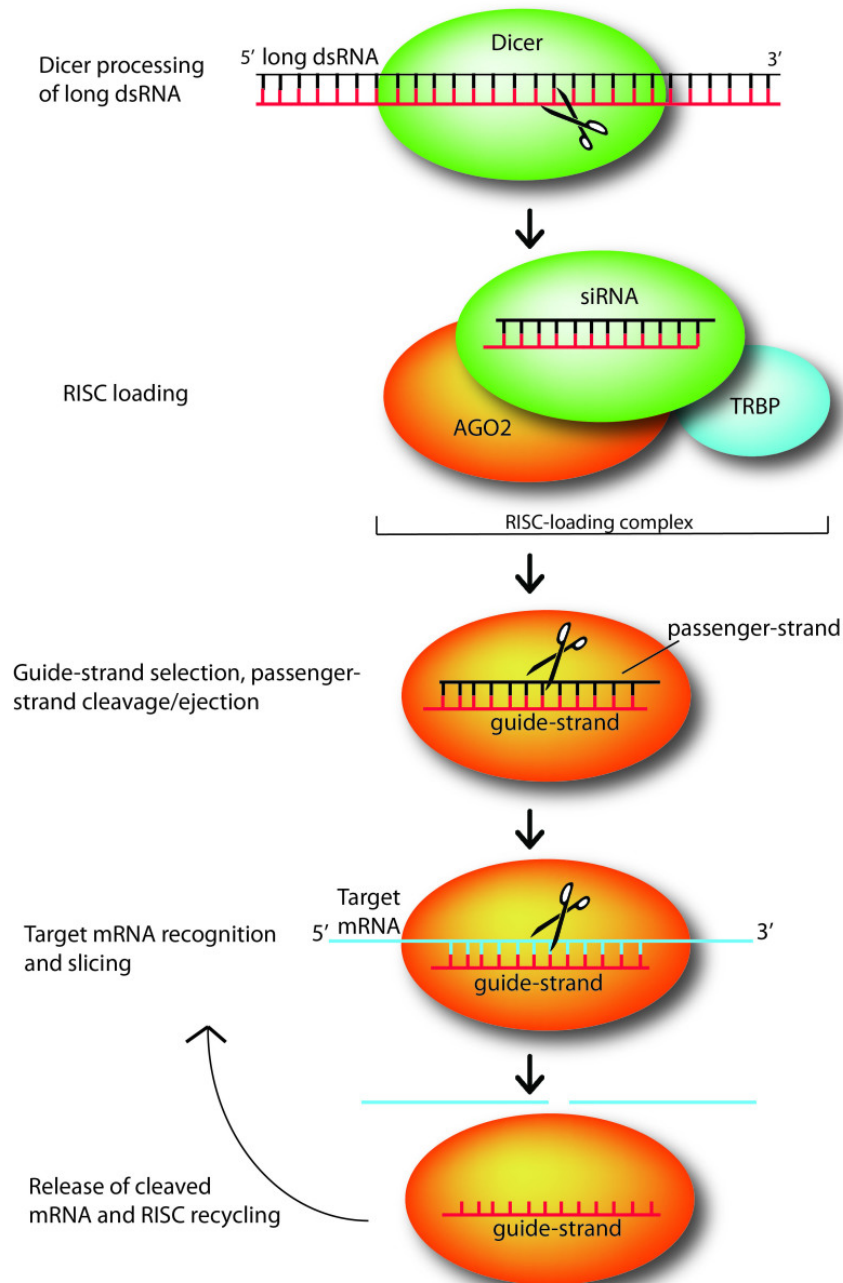 Dicer processing
of long dsRNA
5’ long dsRNA
Dicer
3’
siRNA
RISC loading
AGO2
TRBP
RISC-loading complex
passenger-strand
Guide-strand selection, passenger-
strand cleavage/ejection
guide-strand
Target
mRNA
5’
3’
Target mRNA recognition
and slicing
guide-strand
Release of cleaved
mRNA and RISC recycling
guide-strand